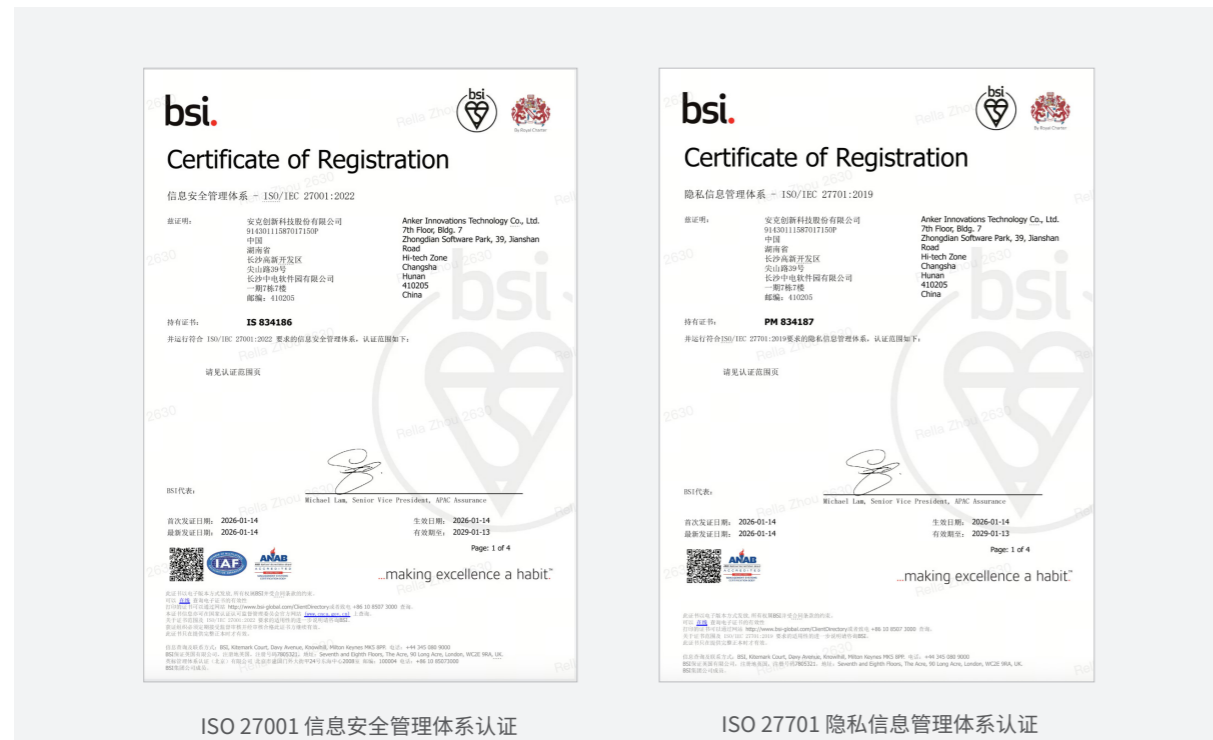 bsi.
bsi
By Royal Charter
Certificate of Registration
信息安全管理体系 - ISO/IEC 27001:2022
兹证明:
安克创新科技股份有限公司
91430111587017150P
中国
湖南省
长沙高新开发区
尖山路39号
长沙中电软件园有限公司
一期7栋7楼
邮编: 410205
Anker Innovations Technology Co., Ltd.
7th Floor, Bldg. 7
Zhongdian Software Park, 39, Jianshan
Road
Hi-tech Zone
Changsha
Hunan
410205
China
持有证书:
IS 834186
并运行符合 ISO/IEC 27001:2022 要求的信息安全管理体系, 认证范围如下:
请见认证范围页
BSI代表:
Michael Lam, Senior Vice President, APAC Assurance
首次发证日期: 2026-01-14
生效日期: 2026-01-14
最新发证日期: 2026-01-14
有效期至: 2029-01-13
Page: 1 of 4
IAF
ANAB
ACCREDITED
...making excellence a habit.™
ISO 27001 信息安全管理体系认证
bsi.
bsi
By Royal Charter
Certificate of Registration
隐私信息管理体系 - ISO/IEC 27701:2019
兹证明:
安克创新科技股份有限公司
91430111587017150P
中国
湖南省
长沙高新开发区
尖山路39号
长沙中电软件园有限公司
一期7栋7楼
邮编: 410205
Anker Innovations Technology Co., Ltd.
7th Floor, Bldg. 7
Zhongdian Software Park, 39, Jianshan
Road
Hi-tech Zone
Changsha
Hunan
410205
China
持有证书:
PM 834187
并运行符合ISO/IEC 27701:2019要求的隐私信息管理体系, 认证范围如下:
请见认证范围页
BSI代表:
Michael Lam, Senior Vice President, APAC Assurance
首次发证日期: 2026-01-14
生效日期: 2026-01-14
最新发证日期: 2026-01-14
有效期至: 2029-01-13
Page: 1 of 4
ANAB
ACCREDITED
...making excellence a habit.™
ISO 27701 隐私信息管理体系认证